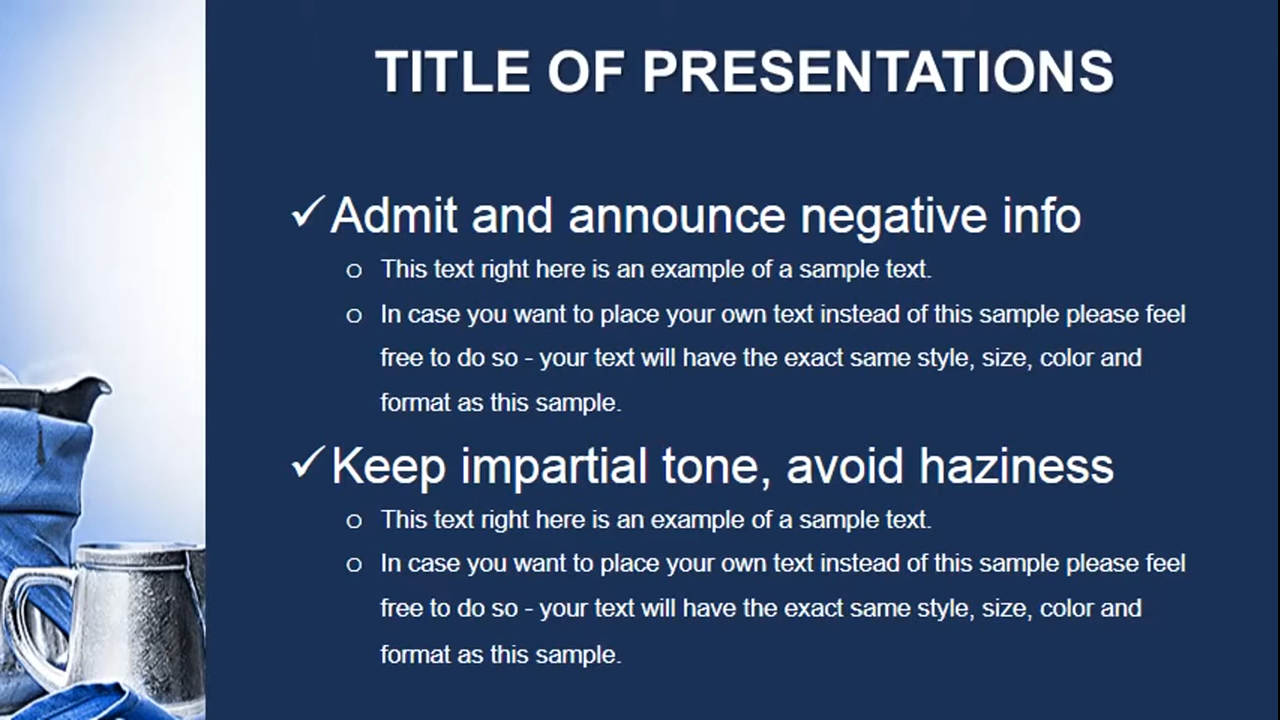 TITLE OF PRESENTATIONS
✓ Admit and announce negative info
o This text right here is an example of a sample text.
o In case you want to place your own text instead of this sample please feel
free to do so - your text will have the exact same style, size, color and
format as this sample.
✓ Keep impartial tone, avoid haziness
o This text right here is an example of a sample text.
o In case you want to place your own text instead of this sample please feel
free to do so - your text will have the exact same style, size, color and
format as this sample.